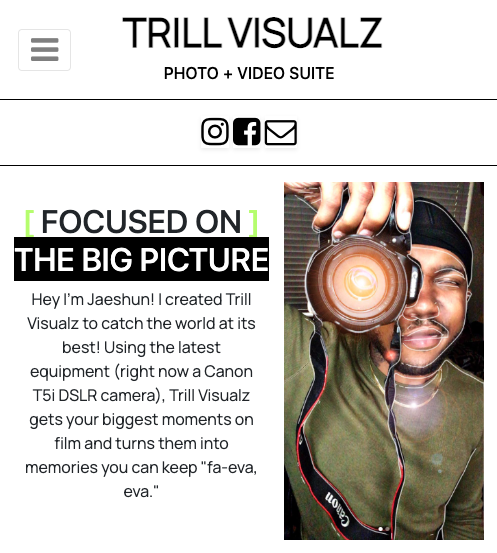 TRILL VISUALZ
PHOTO + VIDEO SUITE
[ FOCUSED ON ]
THE BIG PICTURE
Hey I'm Jaeshun! I created Trill
Visualz to catch the world at its
best! Using the latest
equipment (right now a Canon
T5i DSLR camera), Trill Visualz
gets your biggest moments on
film and turns them into
memories you can keep "fa-eva,
eva."
Canon